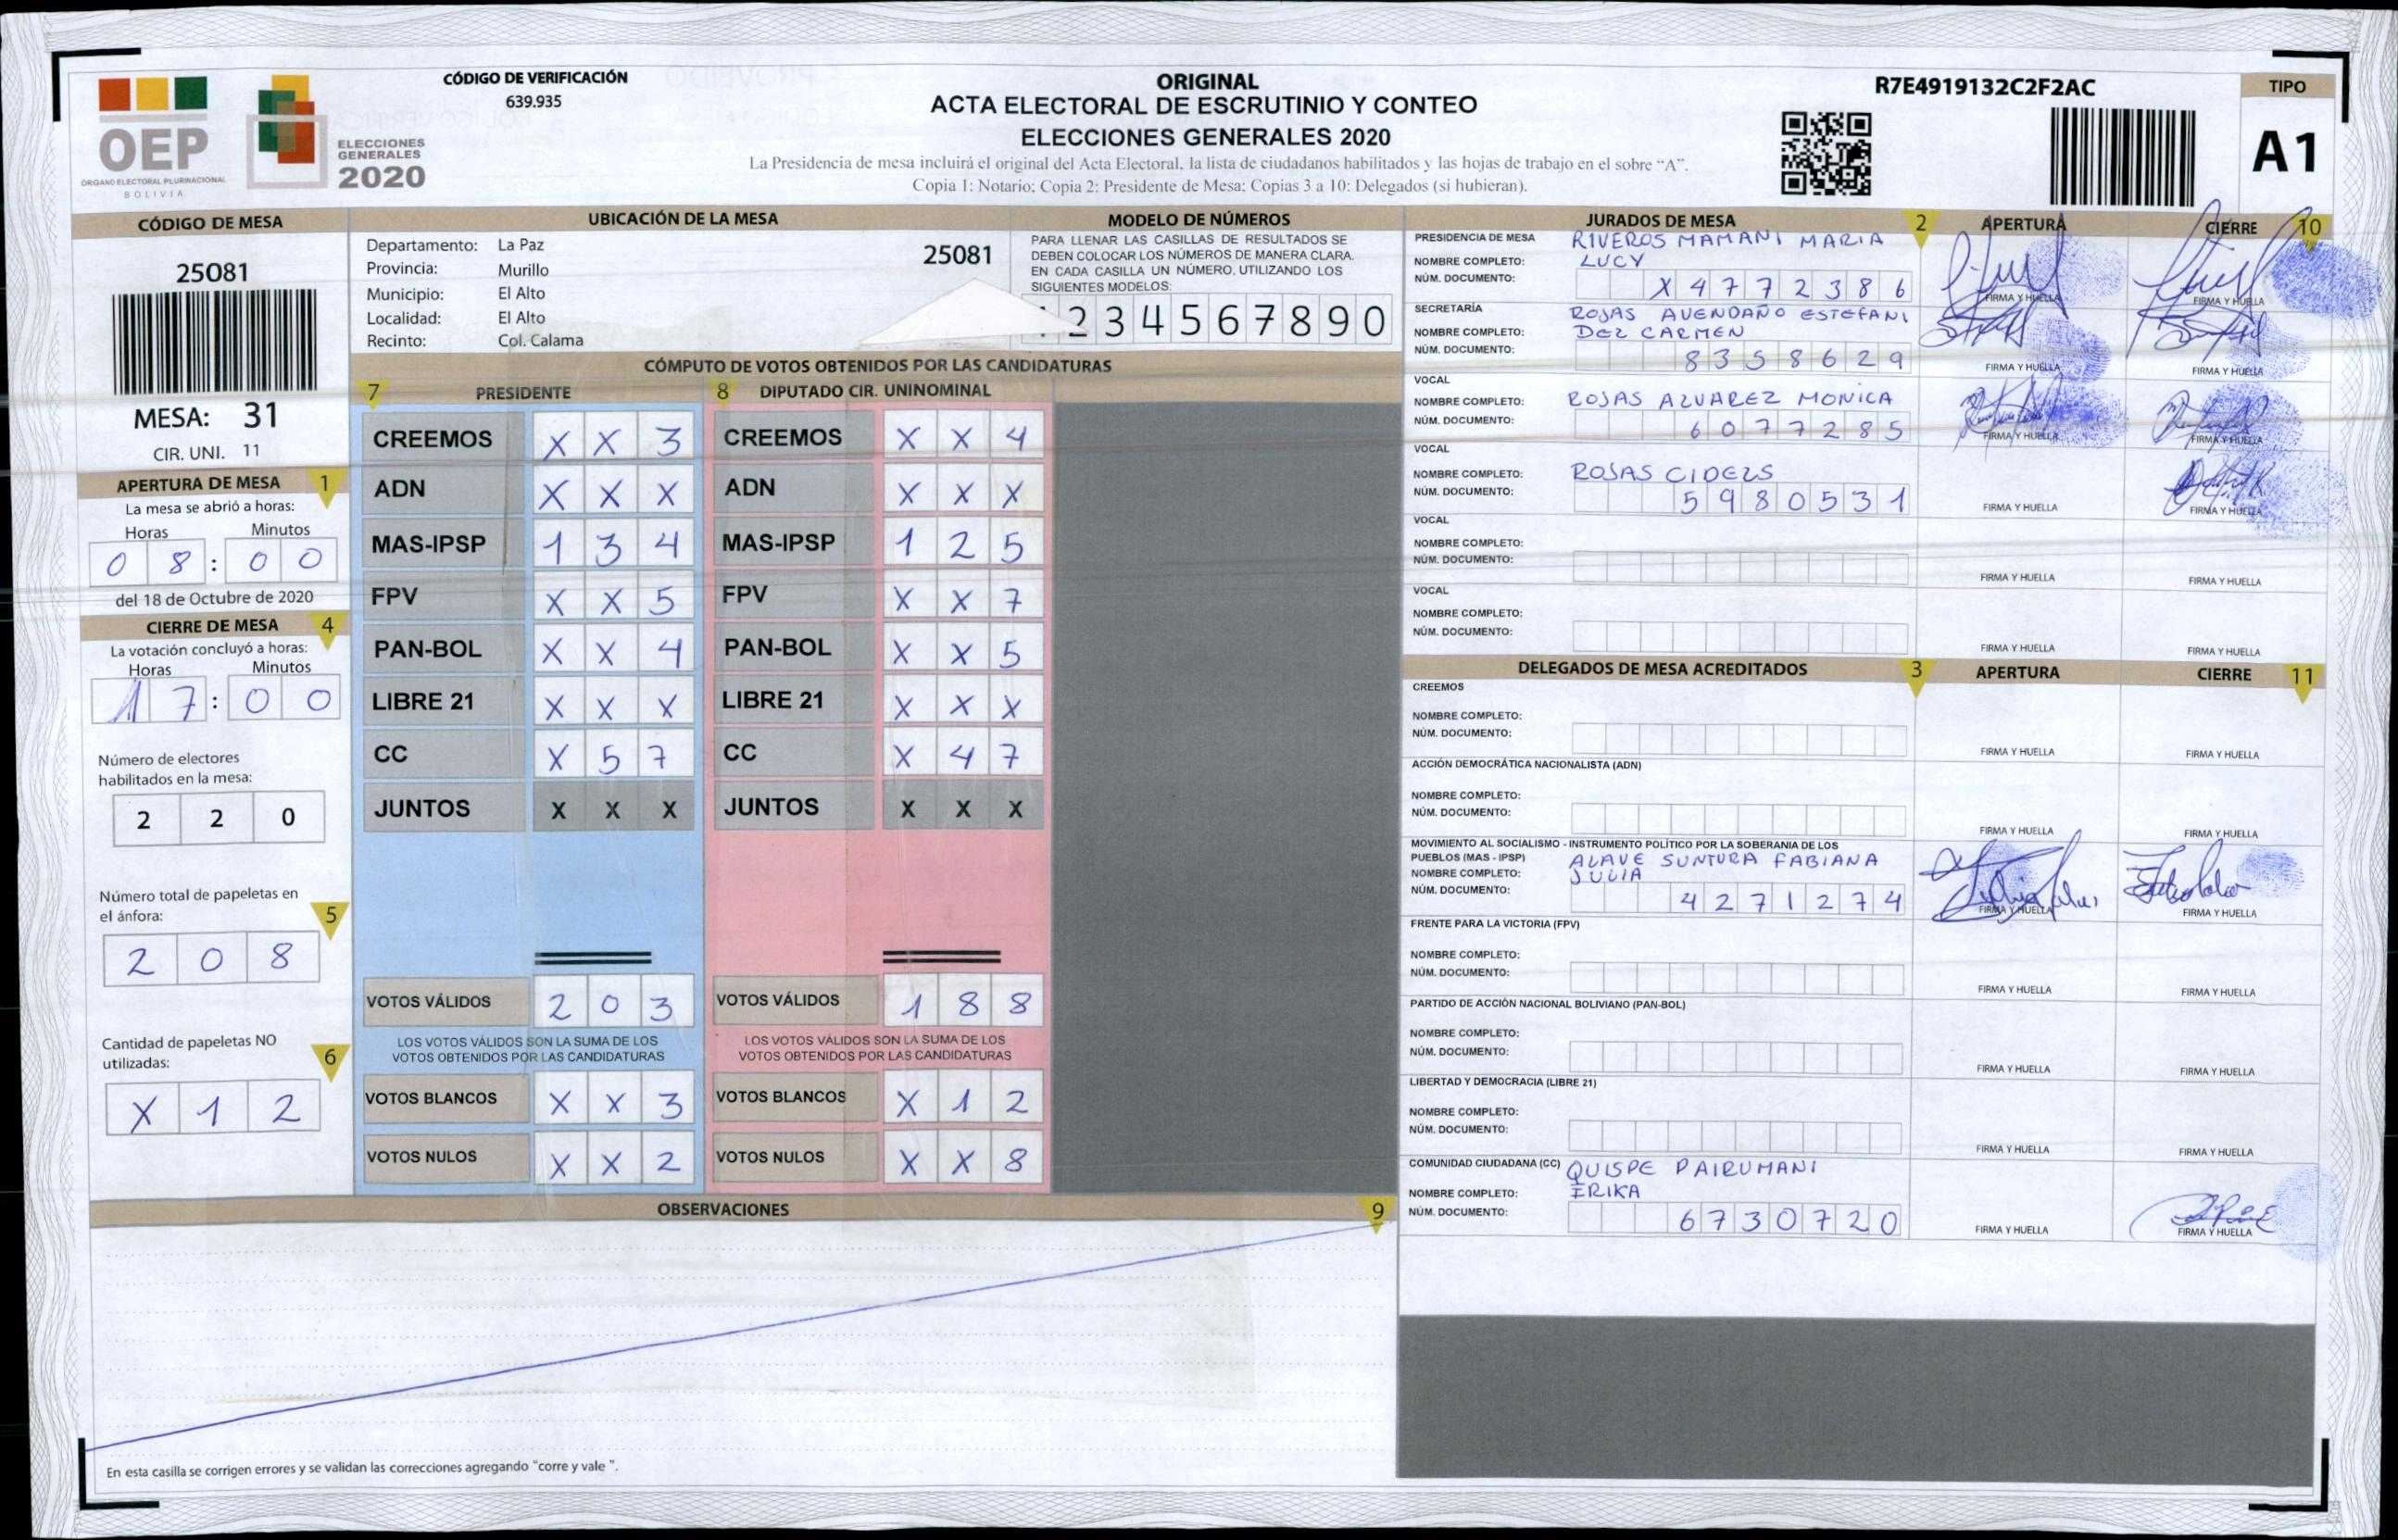 OEP
ÓRGANO ELECTORAL PLURINACIONAL
BOLIVIA
ELECCIONES
GENERALES
2020
CÓDIGO DE VERIFICACIÓN
639.935
ORIGINAL
ACTA ELECTORAL DE ESCRUTINIO Y CONTEO
ELECCIONES GENERALES 2020
La Presidencia de mesa incluirá el original del Acta Electoral, la lista de ciudadanos habilitados y las hojas de trabajo en el sobre "A".
Copia 1: Notario; Copia 2: Presidente de Mesa; Copias 3 a 10: Delegados (si hubieran).
R7E4919132C2F2AC
TIPO
A1
CÓDIGO DE MESA
25081
MESA: 31
CIR. UNI. 11
APERTURA DE MESA 1
La mesa se abrió a horas:
Horas Minutos
0 8 : 0 0
del 18 de Octubre de 2020
CIERRE DE MESA 4
La votación concluyó a horas:
Horas Minutos
1 7 : 0 0
Número de electores
habilitados en la mesa:
2 2 0
Número total de papeletas en
el ánfora: 5
2 0 8
Cantidad de papeletas NO
utilizadas: 6
X 1 2
UBICACIÓN DE LA MESA
Departamento: La Paz
25081
Provincia: Murillo
Municipio: El Alto
Localidad: El Alto
Recinto: Col. Calama
MODELO DE NÚMEROS
PARA LLENAR LAS CASILLAS DE RESULTADOS SE
DEBEN COLOCAR LOS NÚMEROS DE MANERA CLARA.
EN CADA CASILLA UN NÚMERO, UTILIZANDO LOS
SIGUIENTES MODELOS:
2 3 4 5 6 7 8 9 0
CÓMPUTO DE VOTOS OBTENIDOS POR LAS CANDIDATURAS
7 PRESIDENTE
CREEMOS X X 3
ADN X X X
MAS-IPSP 1 3 4
FPV X X 5
PAN-BOL X X 4
LIBRE 21 X X X
CC X 5 7
JUNTOS X X X
VOTOS VÁLIDOS 2 0 3
LOS VOTOS VÁLIDOS SON LA SUMA DE LOS
VOTOS OBTENIDOS POR LAS CANDIDATURAS
VOTOS BLANCOS X X 3
VOTOS NULOS X X 2
8 DIPUTADO CIR. UNINOMINAL
CREEMOS X X 4
ADN X X X
MAS-IPSP 1 2 5
FPV X X 7
PAN-BOL X X 5
LIBRE 21 X X X
CC X 4 7
JUNTOS X X X
VOTOS VÁLIDOS 1 8 8
LOS VOTOS VÁLIDOS SON LA SUMA DE LOS
VOTOS OBTENIDOS POR LAS CANDIDATURAS
VOTOS BLANCOS X 1 2
VOTOS NULOS X X 8
OBSERVACIONES 9
En esta casilla se corrigen errores y se validan las correcciones agregando "corre y vale ".
JURADOS DE MESA 2 APERTURA CIERRE 10
PRESIDENCIA DE MESA RIVEROS MAMANI MARIA
NOMBRE COMPLETO: LUCY
NÚM. DOCUMENTO: X 4 7 7 2 3 8 6
FIRMA Y HUELLA FIRMA Y HUELLA
SECRETARÍA ROJAS AVENDAÑO ESTEFANI
NOMBRE COMPLETO: DEL CARMEN
NÚM. DOCUMENTO: 8 3 5 8 6 2 9
FIRMA Y HUELLA FIRMA Y HUELLA
VOCAL
NOMBRE COMPLETO: ROJAS ALVAREZ MONICA
NÚM. DOCUMENTO: 6 0 7 7 2 8 5
FIRMA Y HUELLA FIRMA Y HUELLA
VOCAL
NOMBRE COMPLETO: ROJAS CIDELS
NÚM. DOCUMENTO: 5 9 8 0 5 3 1
FIRMA Y HUELLA FIRMA Y HUELLA
VOCAL
NOMBRE COMPLETO:
NÚM. DOCUMENTO:
FIRMA Y HUELLA FIRMA Y HUELLA
VOCAL
NOMBRE COMPLETO:
NÚM. DOCUMENTO:
FIRMA Y HUELLA FIRMA Y HUELLA
DELEGADOS DE MESA ACREDITADOS 3 APERTURA CIERRE 11
CREEMOS
NOMBRE COMPLETO:
NÚM. DOCUMENTO:
FIRMA Y HUELLA FIRMA Y HUELLA
ACCIÓN DEMOCRÁTICA NACIONALISTA (ADN)
NOMBRE COMPLETO:
NÚM. DOCUMENTO:
FIRMA Y HUELLA FIRMA Y HUELLA
MOVIMIENTO AL SOCIALISMO - INSTRUMENTO POLÍTICO POR LA SOBERANIA DE LOS
PUEBLOS (MAS - IPSP) ALAVE SUNTURA FABIANA
NOMBRE COMPLETO: JULIA
NÚM. DOCUMENTO: 4 2 7 1 2 7 4
FIRMA Y HUELLA FIRMA Y HUELLA
FRENTE PARA LA VICTORIA (FPV)
NOMBRE COMPLETO:
NÚM. DOCUMENTO:
FIRMA Y HUELLA FIRMA Y HUELLA
PARTIDO DE ACCIÓN NACIONAL BOLIVIANO (PAN-BOL)
NOMBRE COMPLETO:
NÚM. DOCUMENTO:
FIRMA Y HUELLA FIRMA Y HUELLA
LIBERTAD Y DEMOCRACIA (LIBRE 21)
NOMBRE COMPLETO:
NÚM. DOCUMENTO:
FIRMA Y HUELLA FIRMA Y HUELLA
COMUNIDAD CIUDADANA (CC) QUISPE PAIRUMANI
NOMBRE COMPLETO: ERIKA
NÚM. DOCUMENTO: 6 7 3 0 7 2 0
FIRMA Y HUELLA FIRMA Y HUELLA